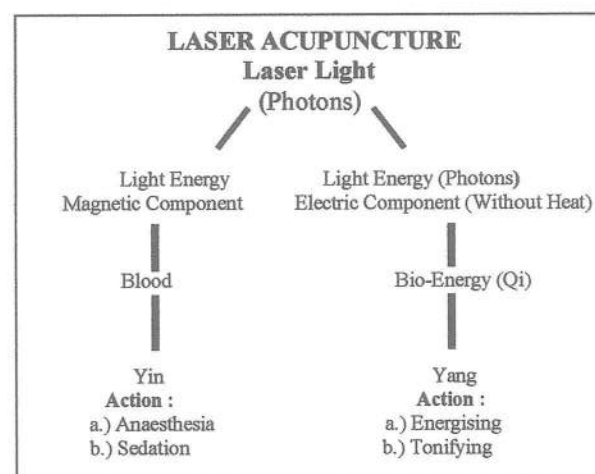 LASER ACUPUNCTURE
Laser Light
(Photons)
Light Energy
Magnetic Component
Blood
Yin
Action :
a.) Anaesthesia
b.) Sedation
Light Energy (Photons)
Electric Component (Without Heat)
Bio-Energy (Qi)
Yang
Action :
a.) Energising
b.) Tonifying